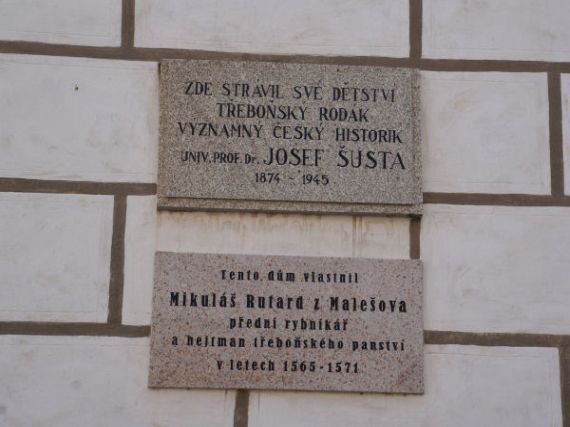 ZDE STRAVIL SVÉ DĚTSTVÍ
TŘEBOŇSKÝ RODÁK
VÝZNAMNÝ ČESKÝ HISTORIK
UNIV. PROF. Dr. JOSEF ŠUSTA
1874 - 1945
Tento dům vlastnil
Mikuláš Rutard z Malešova
přední rybníkář
a hejtman třeboňského panství
v letech 1565-1571